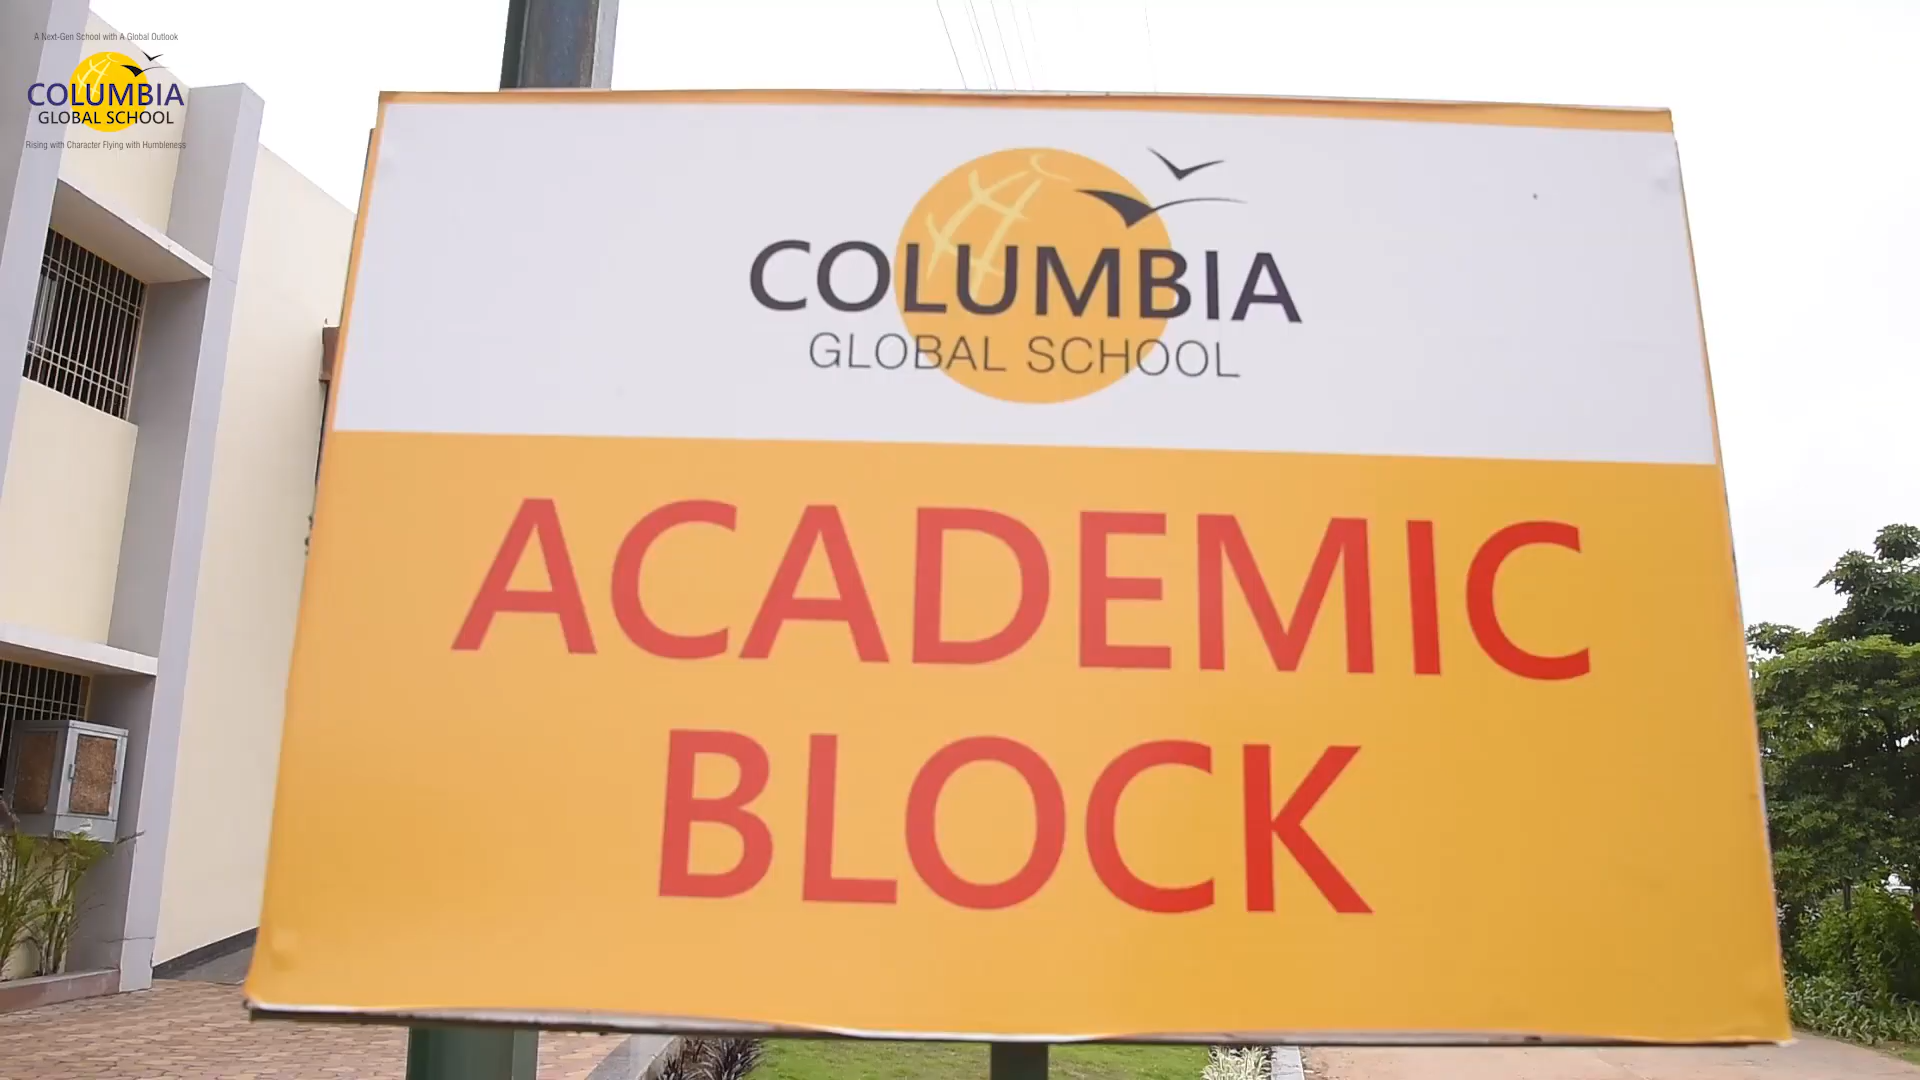 A Next-Gen School with A Global Outlook
COLUMBIA
GLOBAL SCHOOL
Rising with Character Flying with Humbleness
COLUMBIA
GLOBAL SCHOOL
ACADEMIC
BLOCK